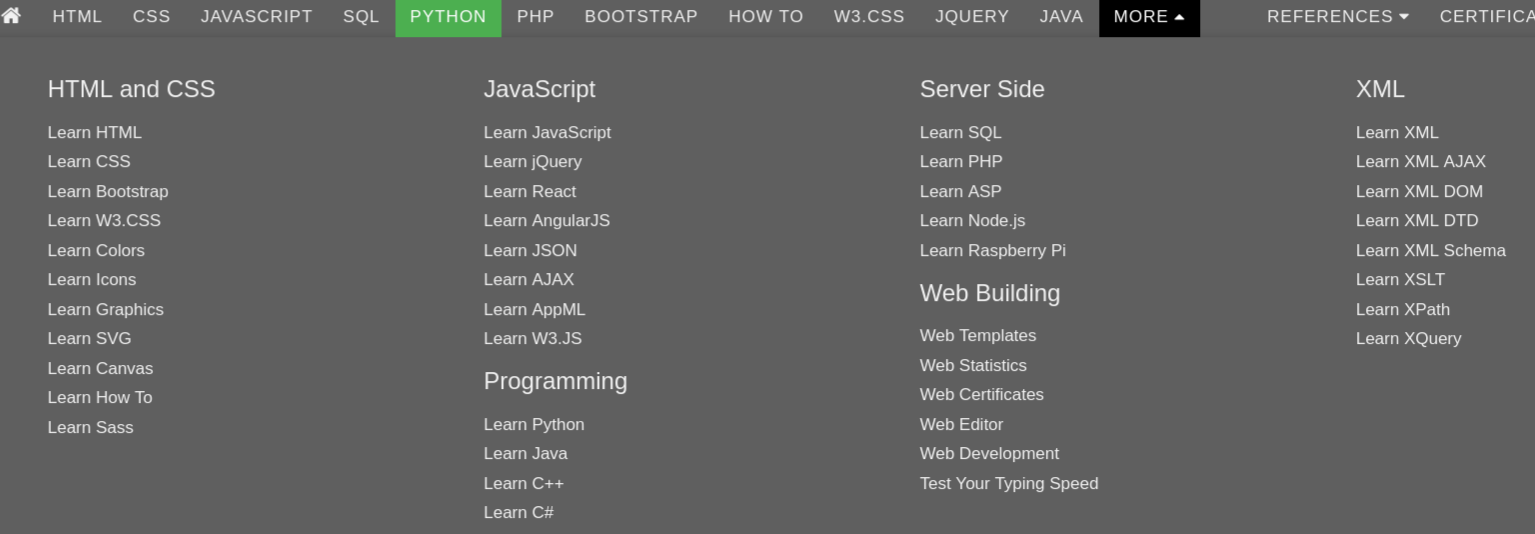 HTML CSS JAVASCRIPT SQL PYTHON PHP BOOTSTRAP HOW TO W3.CSS JQUERY JAVA MORE REFERENCES
HTML and CSS
Learn HTML
Learn CSS
Learn Bootstrap
Learn W3.CSS
Learn Colors
Learn Icons
Learn Graphics
Learn SVG
Learn Canvas
Learn How To
Learn Sass
JavaScript
Learn JavaScript
Learn jQuery
Learn React
Learn AngularJS
Learn JSON
Learn AJAX
Learn AppML
Learn W3.JS
Programming
Learn Python
Learn Java
Learn C++
Learn C#
Server Side
Learn SQL
Learn PHP
Learn ASP
Learn Node.js
Learn Raspberry Pi
Web Building
Web Templates
Web Statistics
Web Certificates
Web Editor
Web Development
Test Your Typing Speed
XML
Learn XML
Learn XML AJAX
Learn XML DOM
Learn XML DTD
Learn XML Schema
Learn XSLT
Learn XPath
Learn XQuery